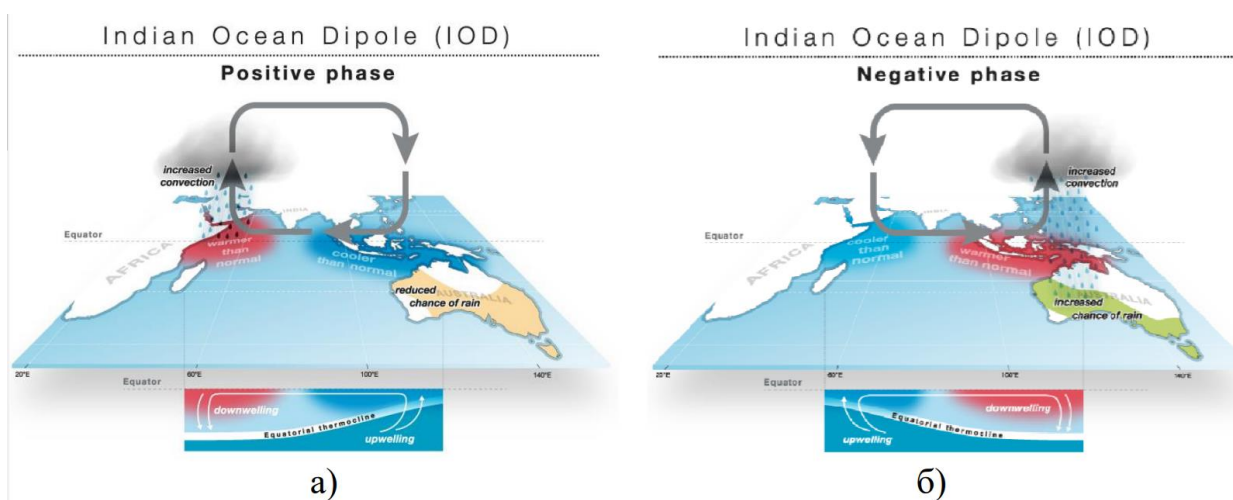 Indian Ocean Dipole (IOD)
Positive phase
increased
convection
INDIA
Equator
AFRICA
warmer
than
normal
cooler
than
normal
AUSTRALIA
reduced
chance of rain
20°E
60°E
100°E
140°E
Equator
downwelling
Equatorial thermocline
upwelling
а)
Indian Ocean Dipole (IOD)
Negative phase
increased
convection
INDIA
Equator
AFRICA
cooler
than
normal
warmer
than normal
AUSTRALIA
increased
chance of rain
100°E
140°E
Equator
downwelling
Equatorial thermocline
upwelling
б)